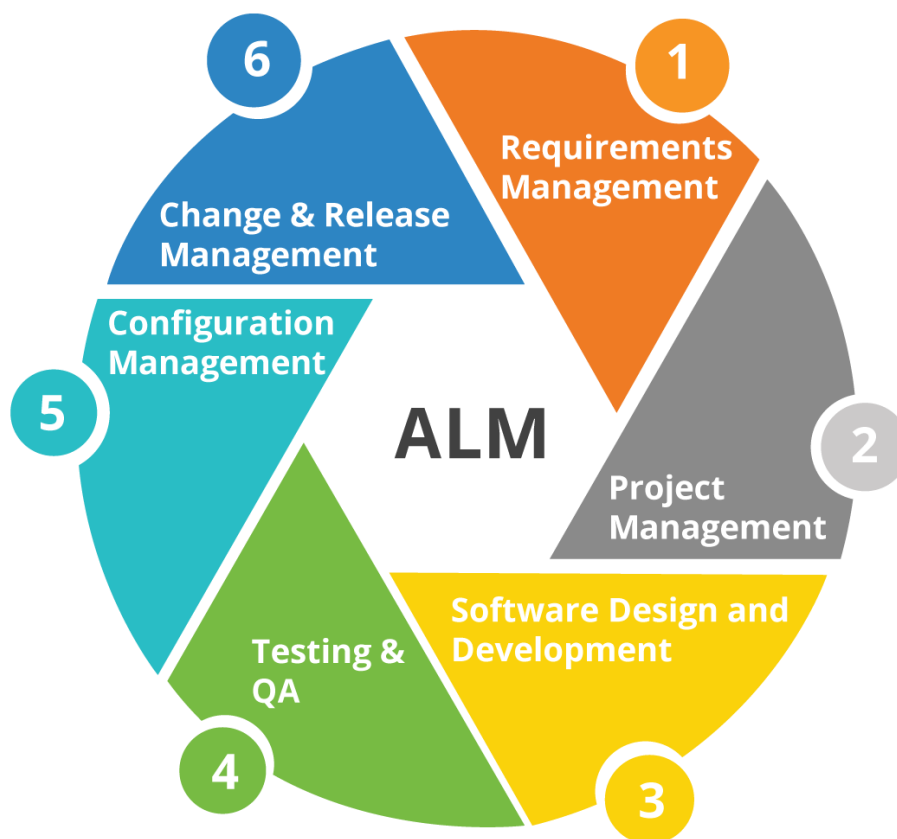 1
Requirements
Management
2
Project
Management
3
Software Design and
Development
4
Testing &
QA
5
Configuration
Management
6
Change & Release
Management
ALM